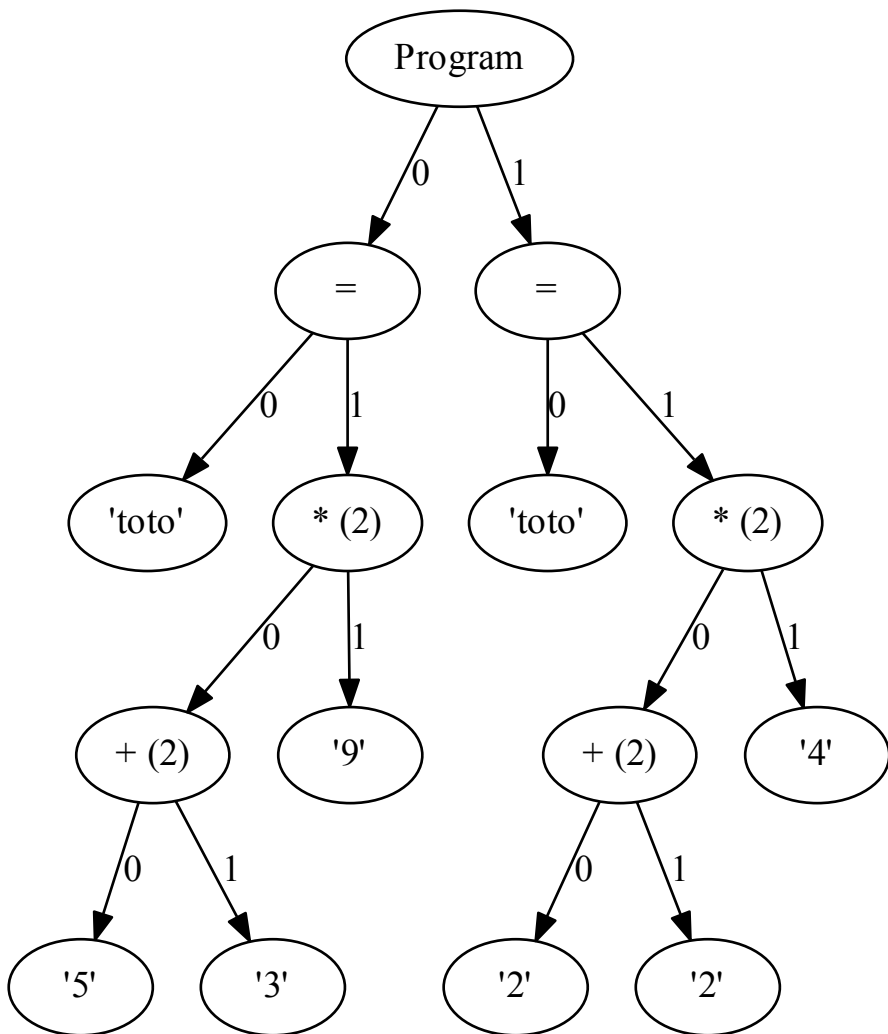 Program
0 1
= =
0 1 0 1
'toto' * (2) 'toto' * (2)
0 1 0 1
+ (2) '9' + (2) '4'
0 1 0 1
'5' '3' '2' '2'